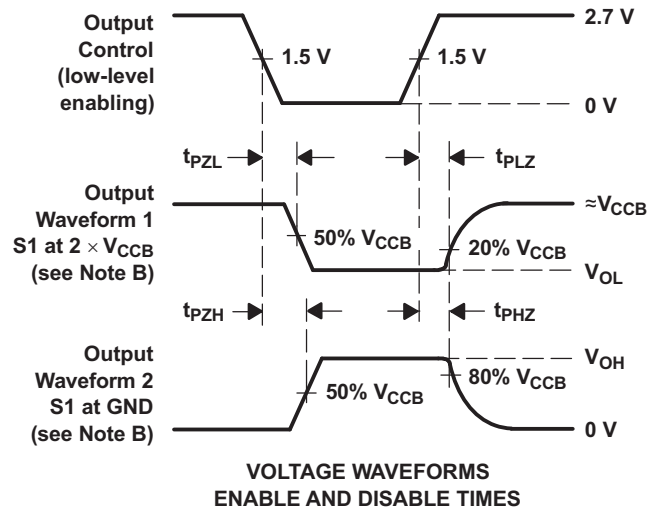 Output
Control
(low-level
enabling)
1.5 V
1.5 V
2.7 V
0 V
tPZL
tPLZ
Output
Waveform 1
S1 at 2 × VCCB
(see Note B)
50% VCCB
20% VCCB
≈VCCB
VOL
tPZH
tPHZ
Output
Waveform 2
S1 at GND
(see Note B)
50% VCCB
80% VCCB
VOH
0 V
VOLTAGE WAVEFORMS
ENABLE AND DISABLE TIMES